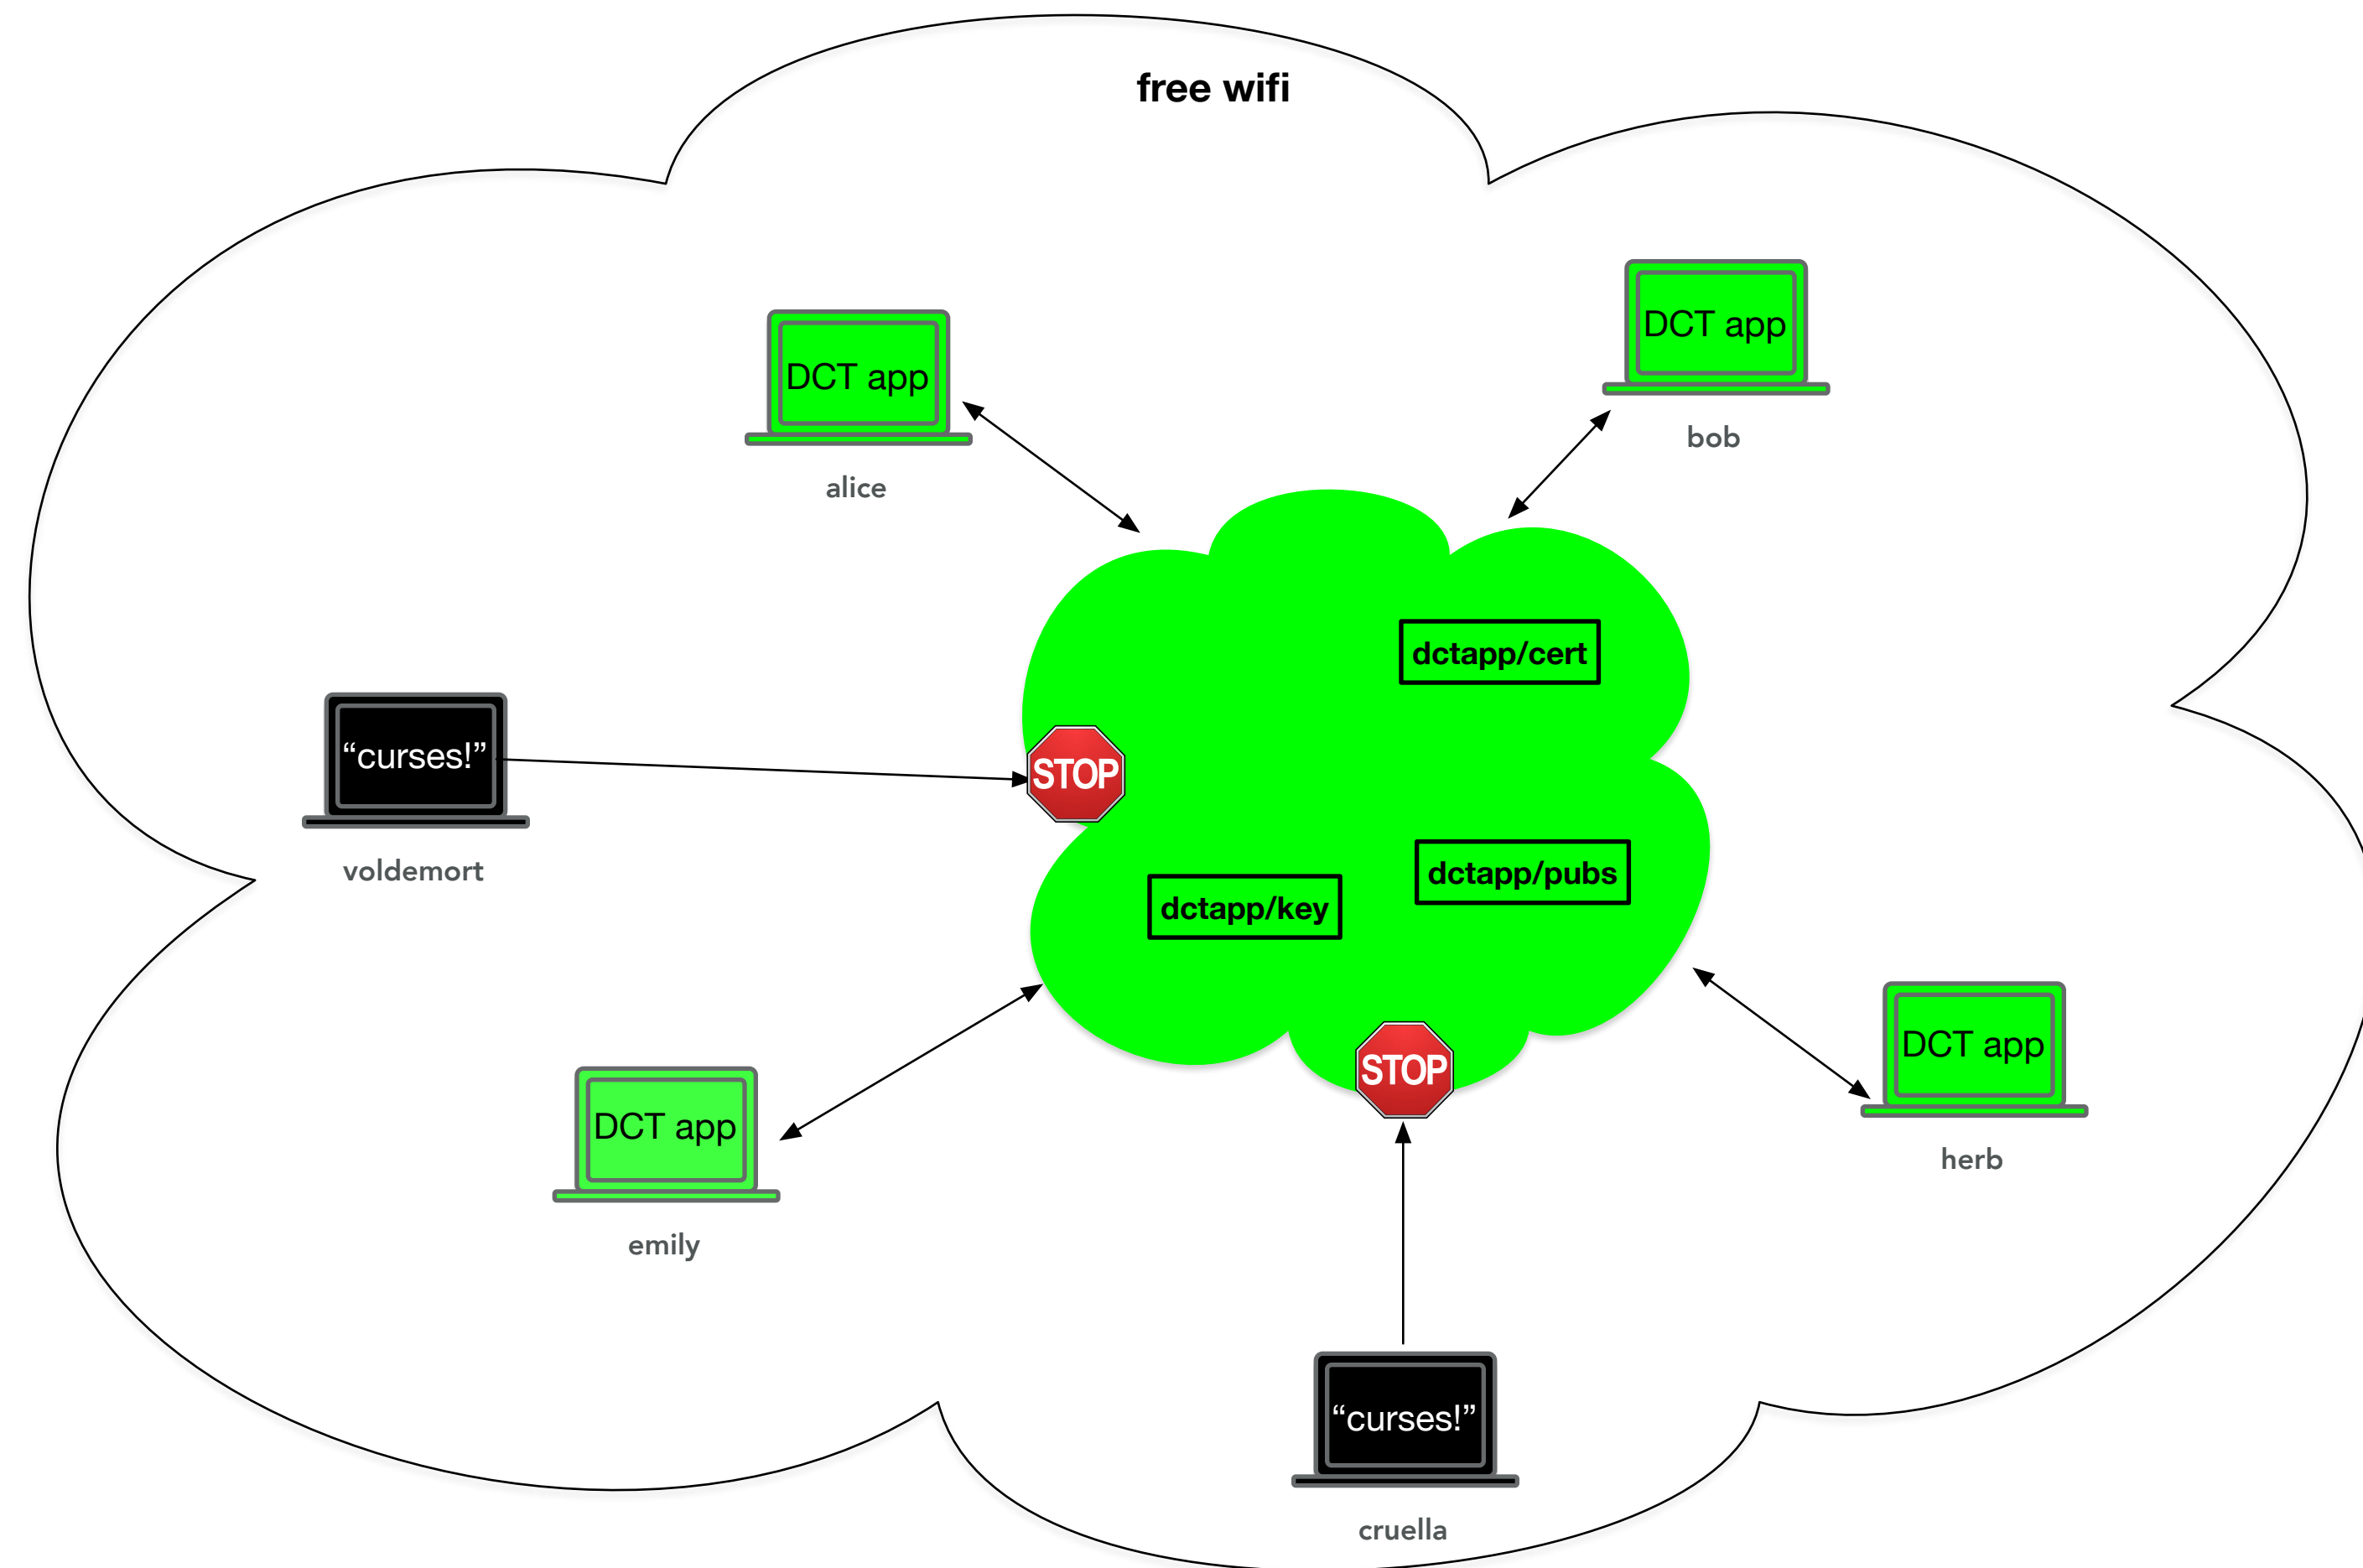 free wifi
DCT app
bob
DCT app
alice
dctapp/cert
“curses!”
voldemort
STOP
dctapp/pubs
dctapp/key
DCT app
herb
STOP
DCT app
emily
“curses!”
cruella